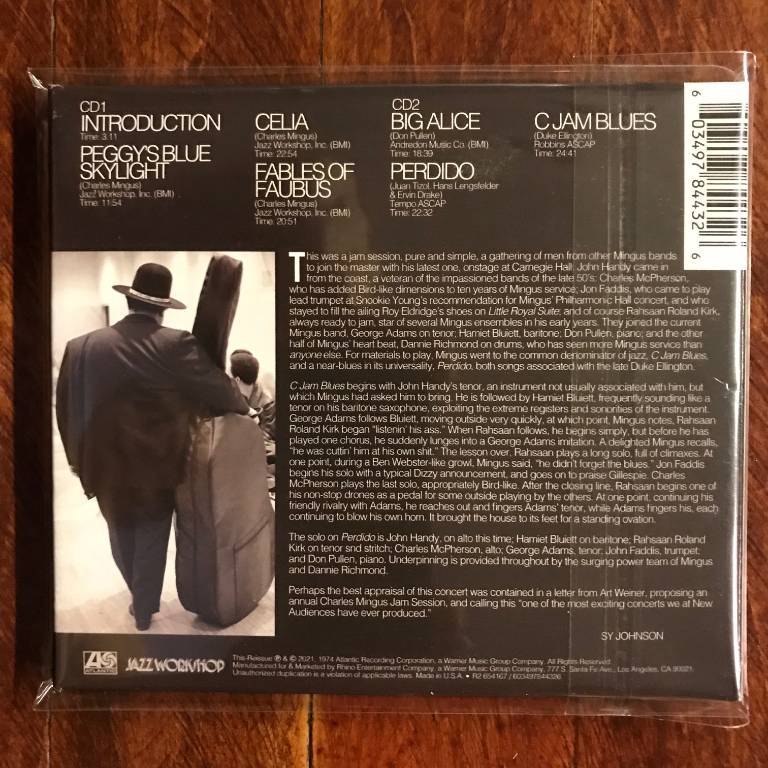 CD1
INTRODUCTION
Time: 3:11
PEGGY'S BLUE
SKYLIGHT
(Charles Mingus)
Jazz Workshop, Inc. (BMI)
Time: 11:54
CELIA
(Charles Mingus)
Jazz Workshop, Inc. (BMI)
Time: 22:54
FABLES OF
FAUBUS
(Charles Mingus)
Jazz Workshop, Inc. (BMI)
Time: 20:51
CD2
BIG ALICE
(Don Pullen)
Andredon Music Co. (BMI)
Time: 18:39
PERDIDO
(Juan Tizol, Hans Lengsfelder
& Ervin Drake)
Tempo ASCAP
Time: 22:32
C JAM BLUES
(Duke Ellington)
Robbins ASCAP
Time: 24:41
6 03497 84432 6
This was a jam session, pure and simple, a gathering of men from other Mingus bands
to join the master with his latest one, onstage at Carnegie Hall. John Handy came in
from the coast, a veteran of the impassioned bands of the late 50's; Charles McPherson,
who has added Bird-like dimensions to ten years of Mingus service; Jon Faddis, who came to play
lead trumpet at Snookie Young's recommendation for Mingus' Philharmonic Hall concert, and who
stayed to fill the ailing Roy Eldridge's shoes on Little Royal Suite; and of course Rahsaan Roland Kirk,
always ready to jam, star of several Mingus ensembles in his early years. They joined the current
Mingus band, George Adams on tenor; Hamiet Bluiett, baritone; Don Pullen, piano; and the other
half of Mingus' heart beat, Dannie Richmond on drums, who has seen more Mingus service than
anyone else. For materials to play, Mingus went to the common denominator of jazz, C Jam Blues,
and a near-blues in its universality, Perdido, both songs associated with the late Duke Ellington.
C Jam Blues begins with John Handy's tenor, an instrument not usually associated with him, but
which Mingus had asked him to bring. He is followed by Hamiet Bluiett, frequently sounding like a
tenor on his baritone saxophone, exploiting the extreme registers and sonorities of the instrument.
George Adams follows Bluiett, moving outside very quickly, at which point, Mingus notes, Rahsaan
Roland Kirk began "listenin' his ass." When Rahsaan follows, he begins simply, but before he has
played one chorus, he suddenly lunges into a George Adams imitation. A delighted Mingus recalls,
"he was cuttin' him at his own shit." The lesson over, Rahsaan plays a long solo, full of climaxes. At
one point, during a Ben Webster-like growl, Mingus said, "he didn't forget the blues." Jon Faddis
begins his solo with a typical Dizzy announcement, and goes on to praise Gillespie. Charles
McPherson plays the last solo, appropriately Bird-like. After the closing line, Rahsaan begins one of
his non-stop drones as a pedal for some outside playing by the others. At one point, continuing his
friendly rivalry with Adams, he reaches out and fingers Adams' tenor, while Adams fingers his, each
continuing to blow his own horn. It brought the house to its feet for a standing ovation.
The solo on Perdido is John Handy, on alto this time; Hamiet Bluiett on baritone; Rahsaan Roland
Kirk on tenor snd stritch; Charles McPherson, alto; George Adams, tenor; John Faddis, trumpet;
and Don Pullen, piano. Underpinning is provided throughout by the surging power team of Mingus
and Dannie Richmond.
Perhaps the best appraisal of this concert was contained in a letter from Art Weiner, proposing an
annual Charles Mingus Jam Session, and calling this "one of the most exciting concerts we at New
Audiences have ever produced."
SY JOHNSON
ATLANTIC
JAZZ WORKSHOP
This Reissue ℗ & © 2021, 1974 Atlantic Recording Corporation, a Warner Music Group Company. All Rights Reserved.
Manufactured for & Marketed by Rhino Entertainment Company, a Warner Music Group Company, 777 S. Santa Fe Ave., Los Angeles, CA 90021.
Unauthorized duplication is a violation of applicable laws. Made in U.S.A. • R2 654167 / 603497844326